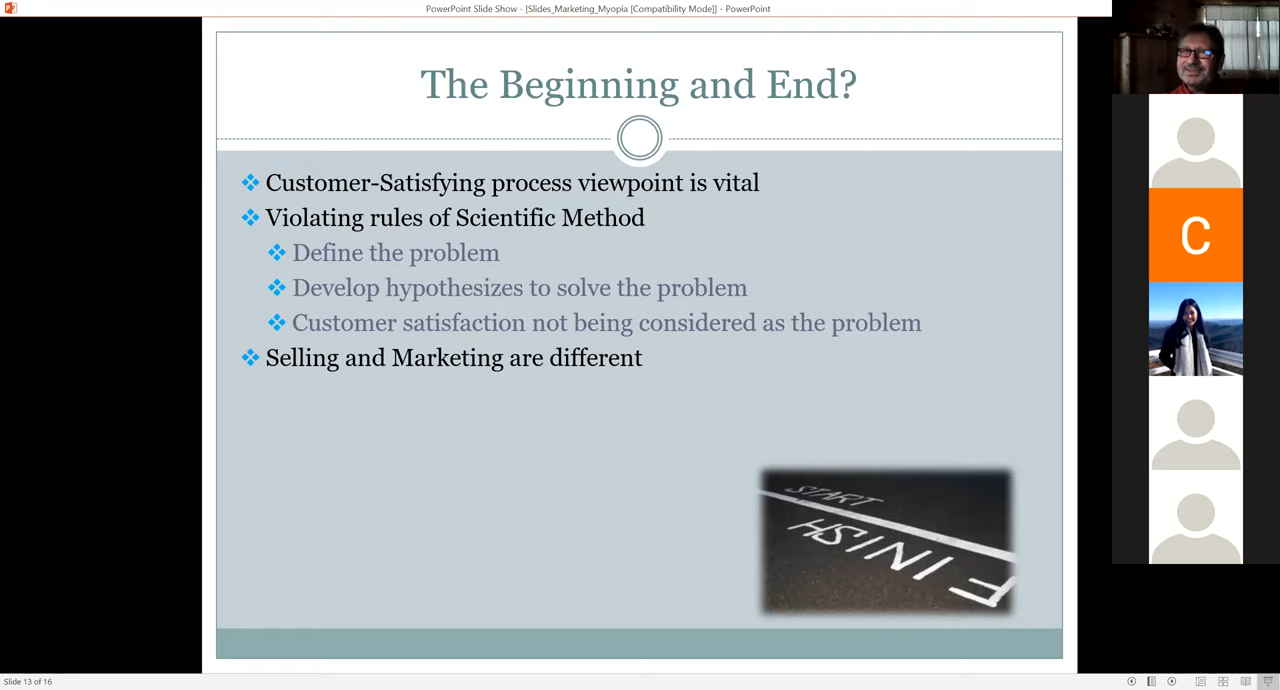 PowerPoint Slide Show - [Slides_Marketing_Myopia [Compatibility Mode]] - PowerPoint
The Beginning and End?
Customer-Satisfying process viewpoint is vital
Violating rules of Scientific Method
Define the problem
Develop hypothesizes to solve the problem
Customer satisfaction not being considered as the problem
Selling and Marketing are different
START
FINISH
C
Slide 13 of 16